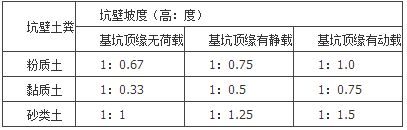 坑壁土粪 坑壁坡度（高：度）
基坑顶缘无荷载 基坑顶缘有静载 基坑顶缘有动载
粉质土 1：0.67 1：0.75 1：1.0
黏质土 1：0.33 1：0.5 1：0.75
砂类土 1：1 1：1.25 1：1.5